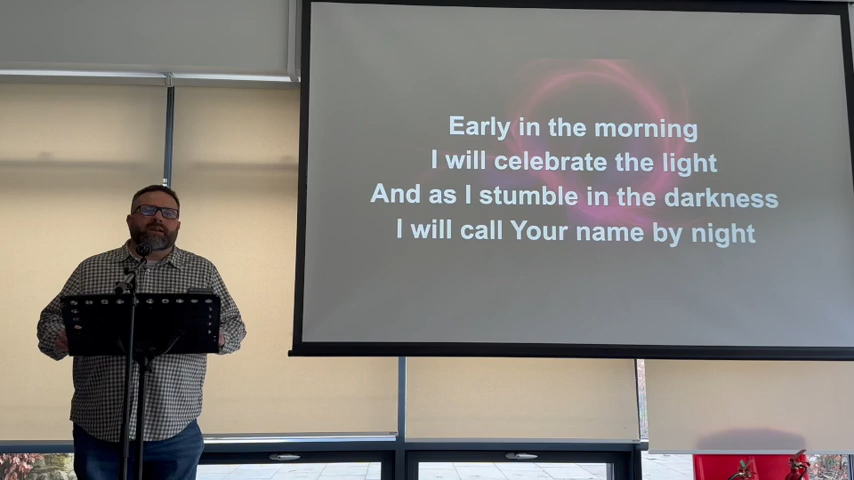 Early in the morning
I will celebrate the light
And as I stumble in the darkness
I will call Your name by night